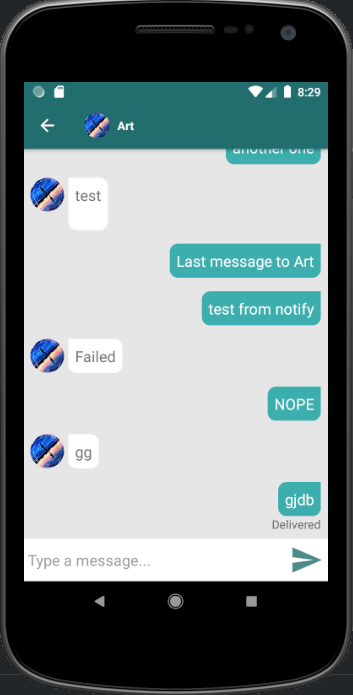 8:29
Art
another one
test
Last message to Art
test from notify
Failed
NOPE
gg
gjdb
Delivered
Type a message...